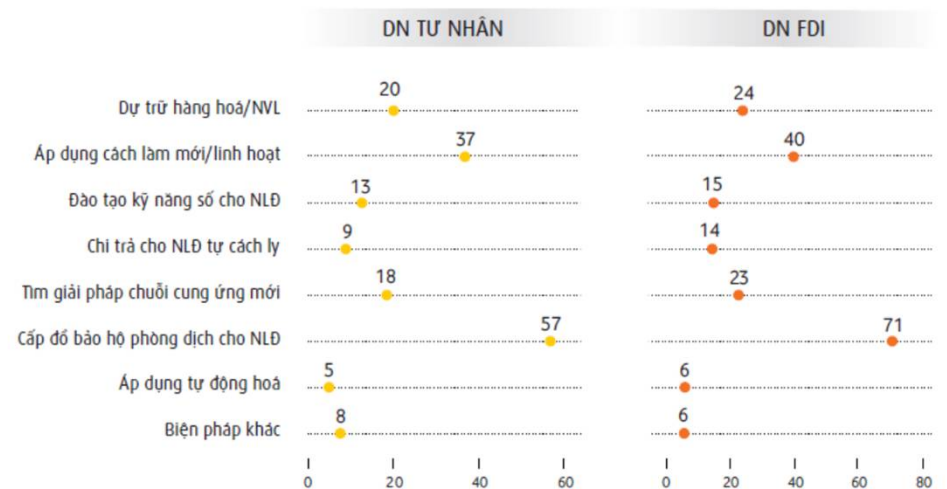 DN TƯ NHÂN DN FDI
Dự trữ hàng hoá/NVL 20 24
Áp dụng cách làm mới/linh hoạt 37 40
Đào tạo kỹ năng số cho NLĐ 13 15
Chi trả cho NLĐ tự cách ly 9 14
Tìm giải pháp chuỗi cung ứng mới 18 23
Cấp đồ bảo hộ phòng dịch cho NLĐ 57 71
Áp dụng tự động hoá 5 6
Biện pháp khác 8 6
0 20 40 60 0 20 40 60 80